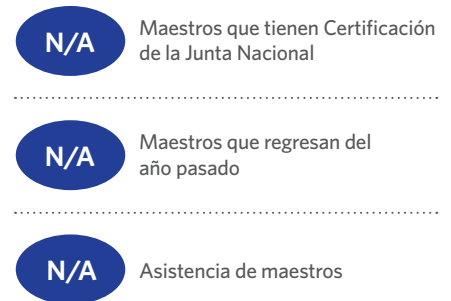 N/A
Maestros que tienen Certificación
de la Junta Nacional
N/A
Maestros que regresan del
año pasado
N/A
Asistencia de maestros